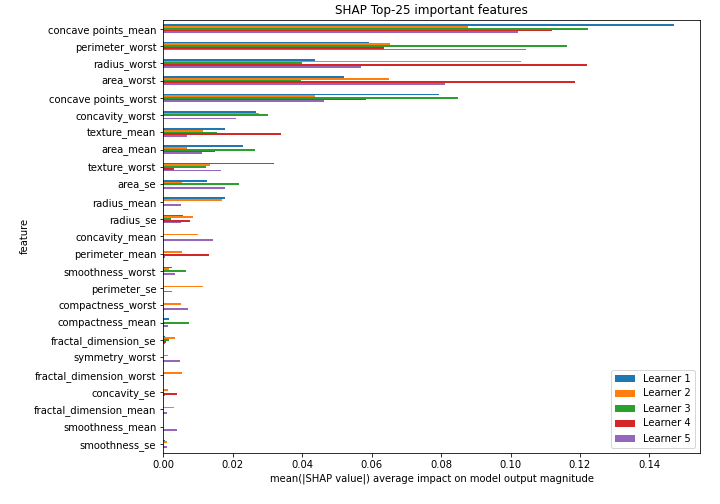 SHAP Top-25 important features
concave points_mean
perimeter_worst
radius_worst
area_worst
concave points_worst
concavity_worst
texture_mean
area_mean
texture_worst
area_se
radius_mean
radius_se
concavity_mean
perimeter_mean
smoothness_worst
perimeter_se
compactness_worst
compactness_mean
fractal_dimension_se
symmetry_worst
fractal_dimension_worst
concavity_se
fractal_dimension_mean
smoothness_mean
smoothness_se
feature
Learner 1
Learner 2
Learner 3
Learner 4
Learner 5
0.00 0.02 0.04 0.06 0.08 0.10 0.12 0.14
mean(|SHAP value|) average impact on model output magnitude